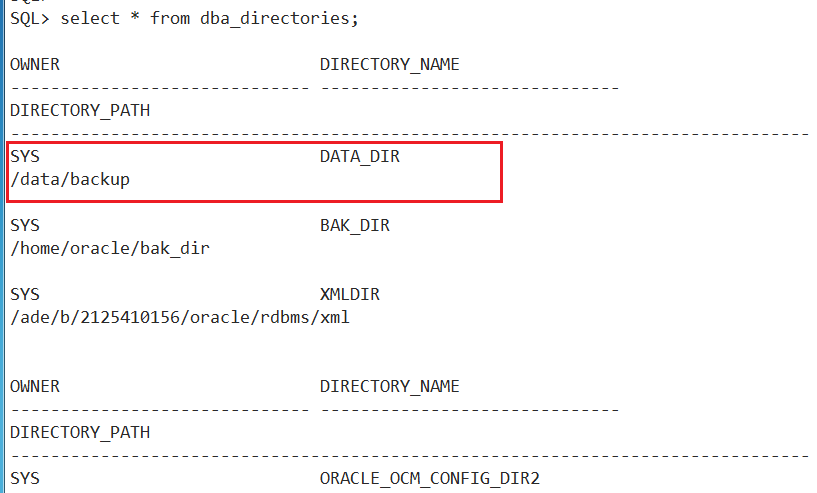 SQL> select * from dba_directories;
OWNER                          DIRECTORY_NAME
------------------------------ ------------------------------
DIRECTORY_PATH
--------------------------------------------------------------------------------
SYS                            DATA_DIR
/data/backup
SYS                            BAK_DIR
/home/oracle/bak_dir
SYS                            XMLDIR
/ade/b/2125410156/oracle/rdbms/xml
OWNER                          DIRECTORY_NAME
------------------------------ ------------------------------
DIRECTORY_PATH
--------------------------------------------------------------------------------
SYS                            ORACLE_OCM_CONFIG_DIR2